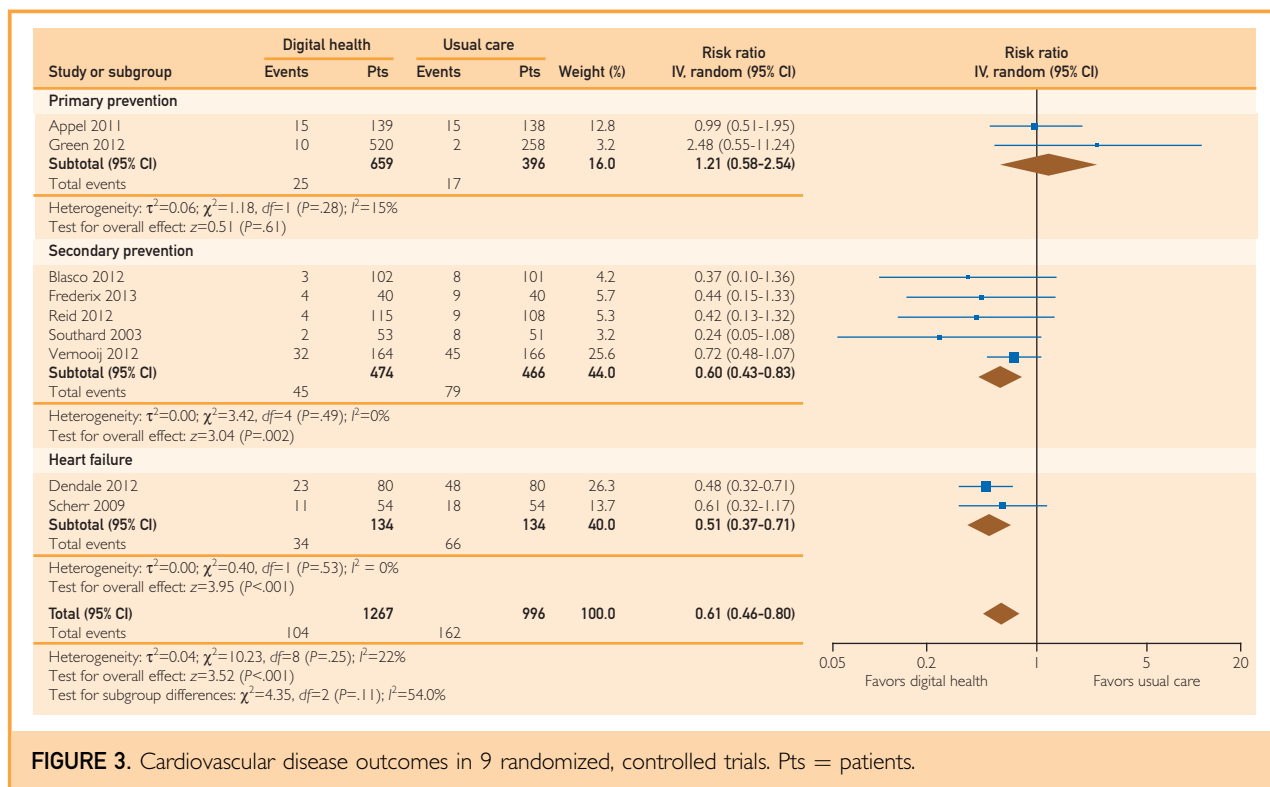 Digital health Usual care Risk ratio Risk ratio
Study or subgroup Events Pts Events Pts Weight (%) IV, random (95% CI) IV, random (95% CI)
Primary prevention
Appel 2011 15 139 15 138 12.8 0.99 (0.51-1.95)
Green 2012 10 520 2 258 3.2 2.48 (0.55-11.24)
Subtotal (95% CI) 659 396 16.0 1.21 (0.58-2.54)
Total events 25 17
Heterogeneity: τ²=0.06; χ²=1.18, df=1 (P=.28); I²=15%
Test for overall effect: z=0.51 (P=.61)
Secondary prevention
Blasco 2012 3 102 8 101 4.2 0.37 (0.10-1.36)
Frederix 2013 4 40 9 40 5.7 0.44 (0.15-1.33)
Reid 2012 4 115 9 108 5.3 0.42 (0.13-1.32)
Southard 2003 2 53 8 51 3.2 0.24 (0.05-1.08)
Vernooij 2012 32 164 45 166 25.6 0.72 (0.48-1.07)
Subtotal (95% CI) 474 466 44.0 0.60 (0.43-0.83)
Total events 45 79
Heterogeneity: τ²=0.00; χ²=3.42, df=4 (P=.49); I²=0%
Test for overall effect: z=3.04 (P=.002)
Heart failure
Dendale 2012 23 80 48 80 26.3 0.48 (0.32-0.71)
Scherr 2009 11 54 18 54 13.7 0.61 (0.32-1.17)
Subtotal (95% CI) 134 134 40.0 0.51 (0.37-0.71)
Total events 34 66
Heterogeneity: τ²=0.00; χ²=0.40, df=1 (P=.53); I² = 0%
Test for overall effect: z=3.95 (P<.001)
Total (95% CI) 1267 996 100.0 0.61 (0.46-0.80)
Total events 104 162
Heterogeneity: τ²=0.04; χ²=10.23, df=8 (P=.25); I²=22%
Test for overall effect: z=3.52 (P<.001)
Test for subgroup differences: χ²=4.35, df=2 (P=.11); I²=54.0%
0.05 0.2 1 5 20
Favors digital health Favors usual care
FIGURE 3. Cardiovascular disease outcomes in 9 randomized, controlled trials. Pts = patients.